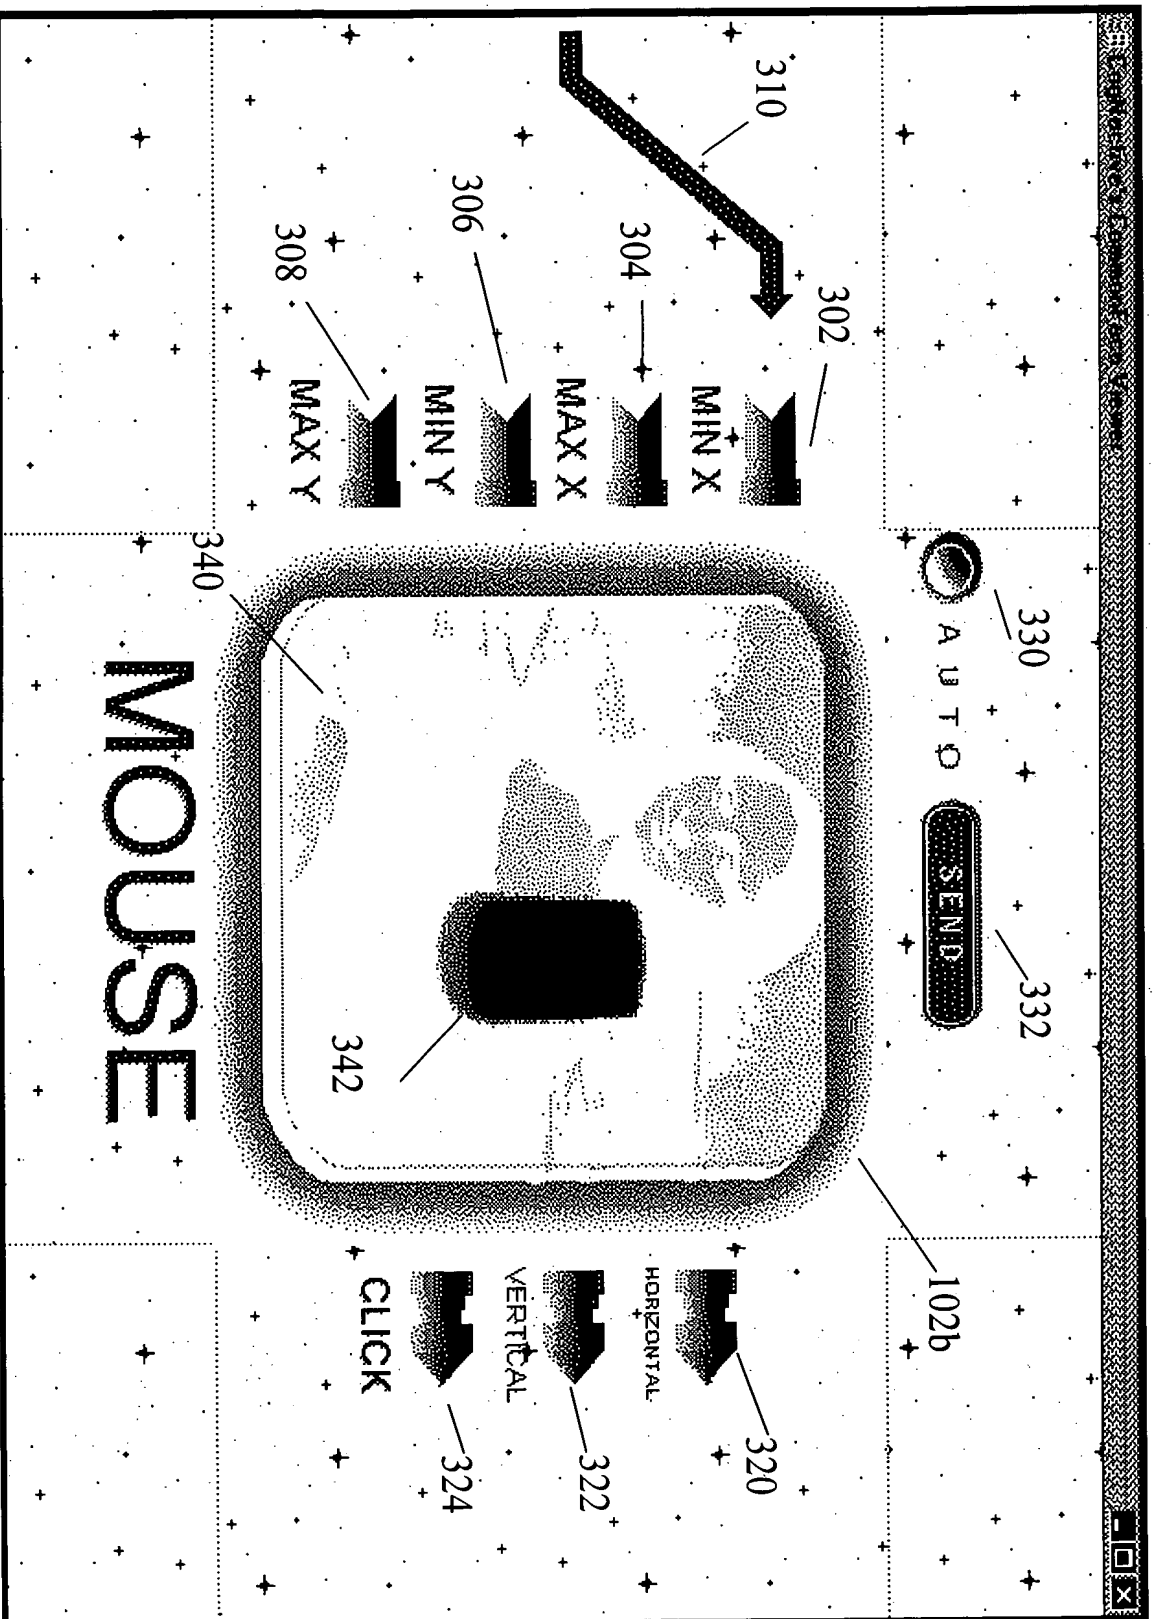 Viewer
330 332
AUTO SEND 102b
302
310
320
MIN X
HORIZONTAL
304
322
MAX X
VERTICAL
306
324
MIN Y
CLICK
342
308
MAX Y
340
MOUSE